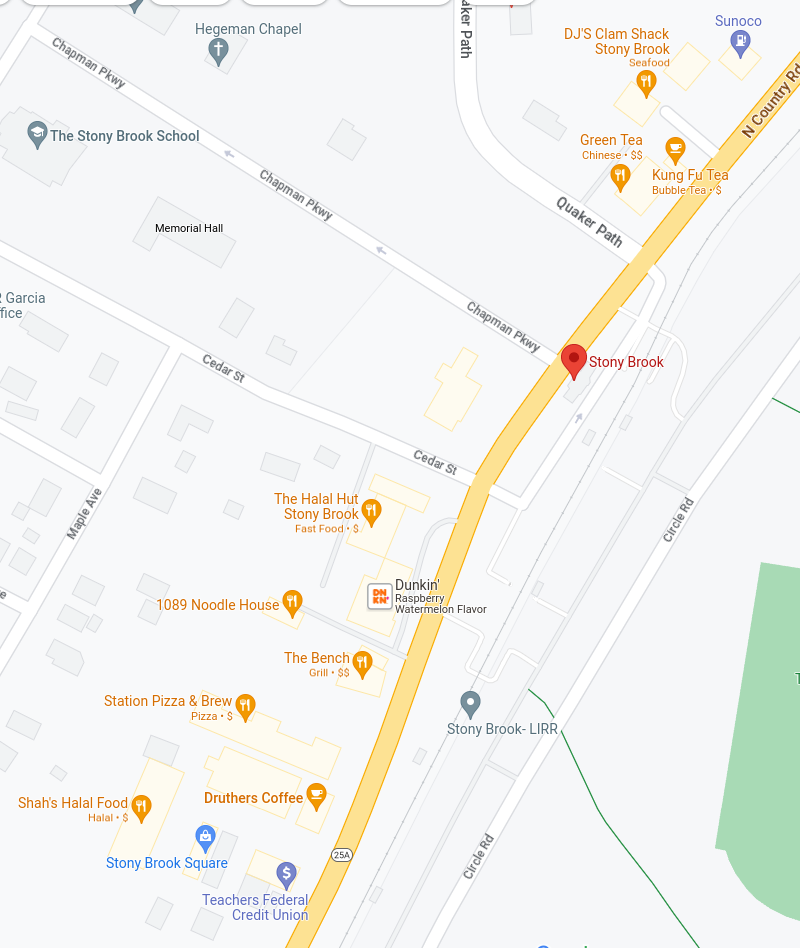 Hegeman Chapel
Quaker Path
DJ'S Clam Shack
Stony Brook
Seafood
Sunoco
N Country Rd
Chapman Pkwy
The Stony Brook School
Green Tea
Chinese • $$
Kung Fu Tea
Bubble Tea • $
Chapman Pkwy
Quaker Path
Memorial Hall
R Garcia
ffice
Chapman Pkwy
Stony Brook
Cedar St
Cedar St
Maple Ave
The Halal Hut
Stony Brook
Fast Food • $
Circle Rd
Dunkin'
DN
KN'
Raspberry
Watermelon Flavor
1089 Noodle House
The Bench
Grill • $$
Station Pizza & Brew
Pizza • $
Stony Brook- LIRR
Druthers Coffee
Shah's Halal Food
Halal • $
25A
Stony Brook Square
Circle Rd
Teachers Federal
Credit Union